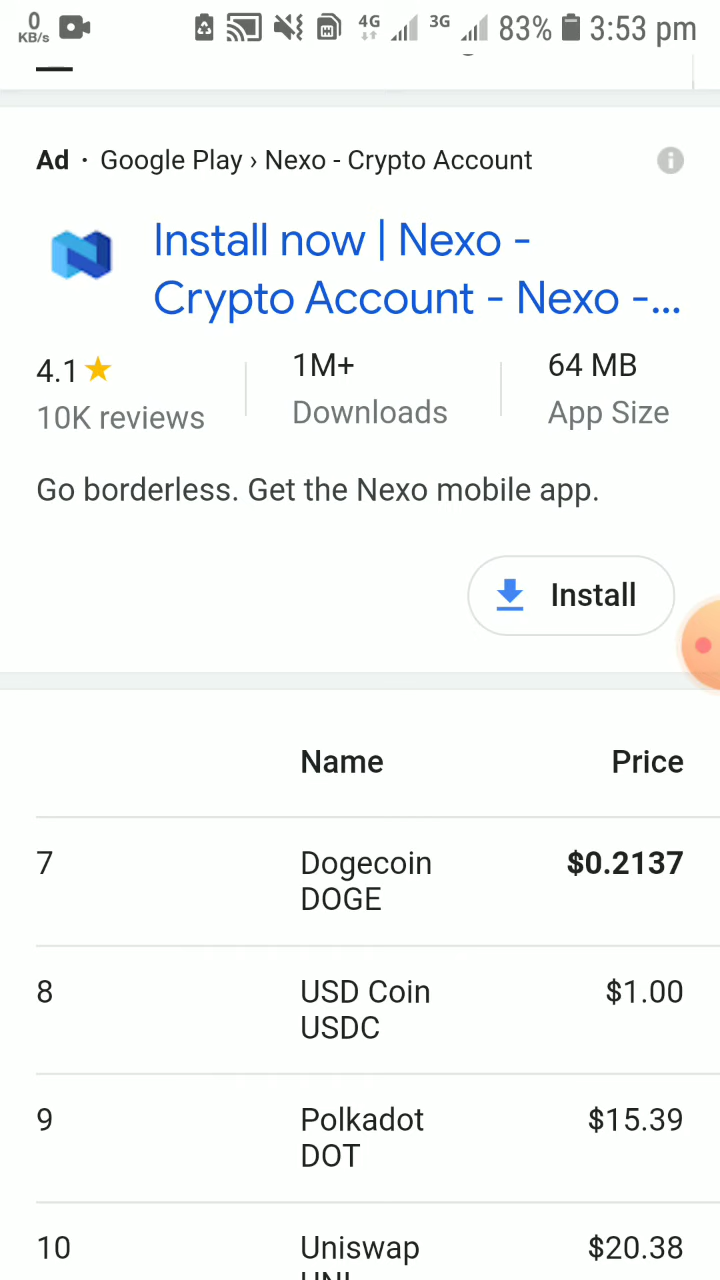 0 KB/s 4G 3G 83% 3:53 pm
Ad · Google Play › Nexo - Crypto Account
Install now | Nexo -
Crypto Account - Nexo -...
4.1 1M+ 64 MB
10K reviews Downloads App Size
Go borderless. Get the Nexo mobile app.
Install
Name Price
7 Dogecoin $0.2137
DOGE
8 USD Coin $1.00
USDC
9 Polkadot $15.39
DOT
10 Uniswap $20.38